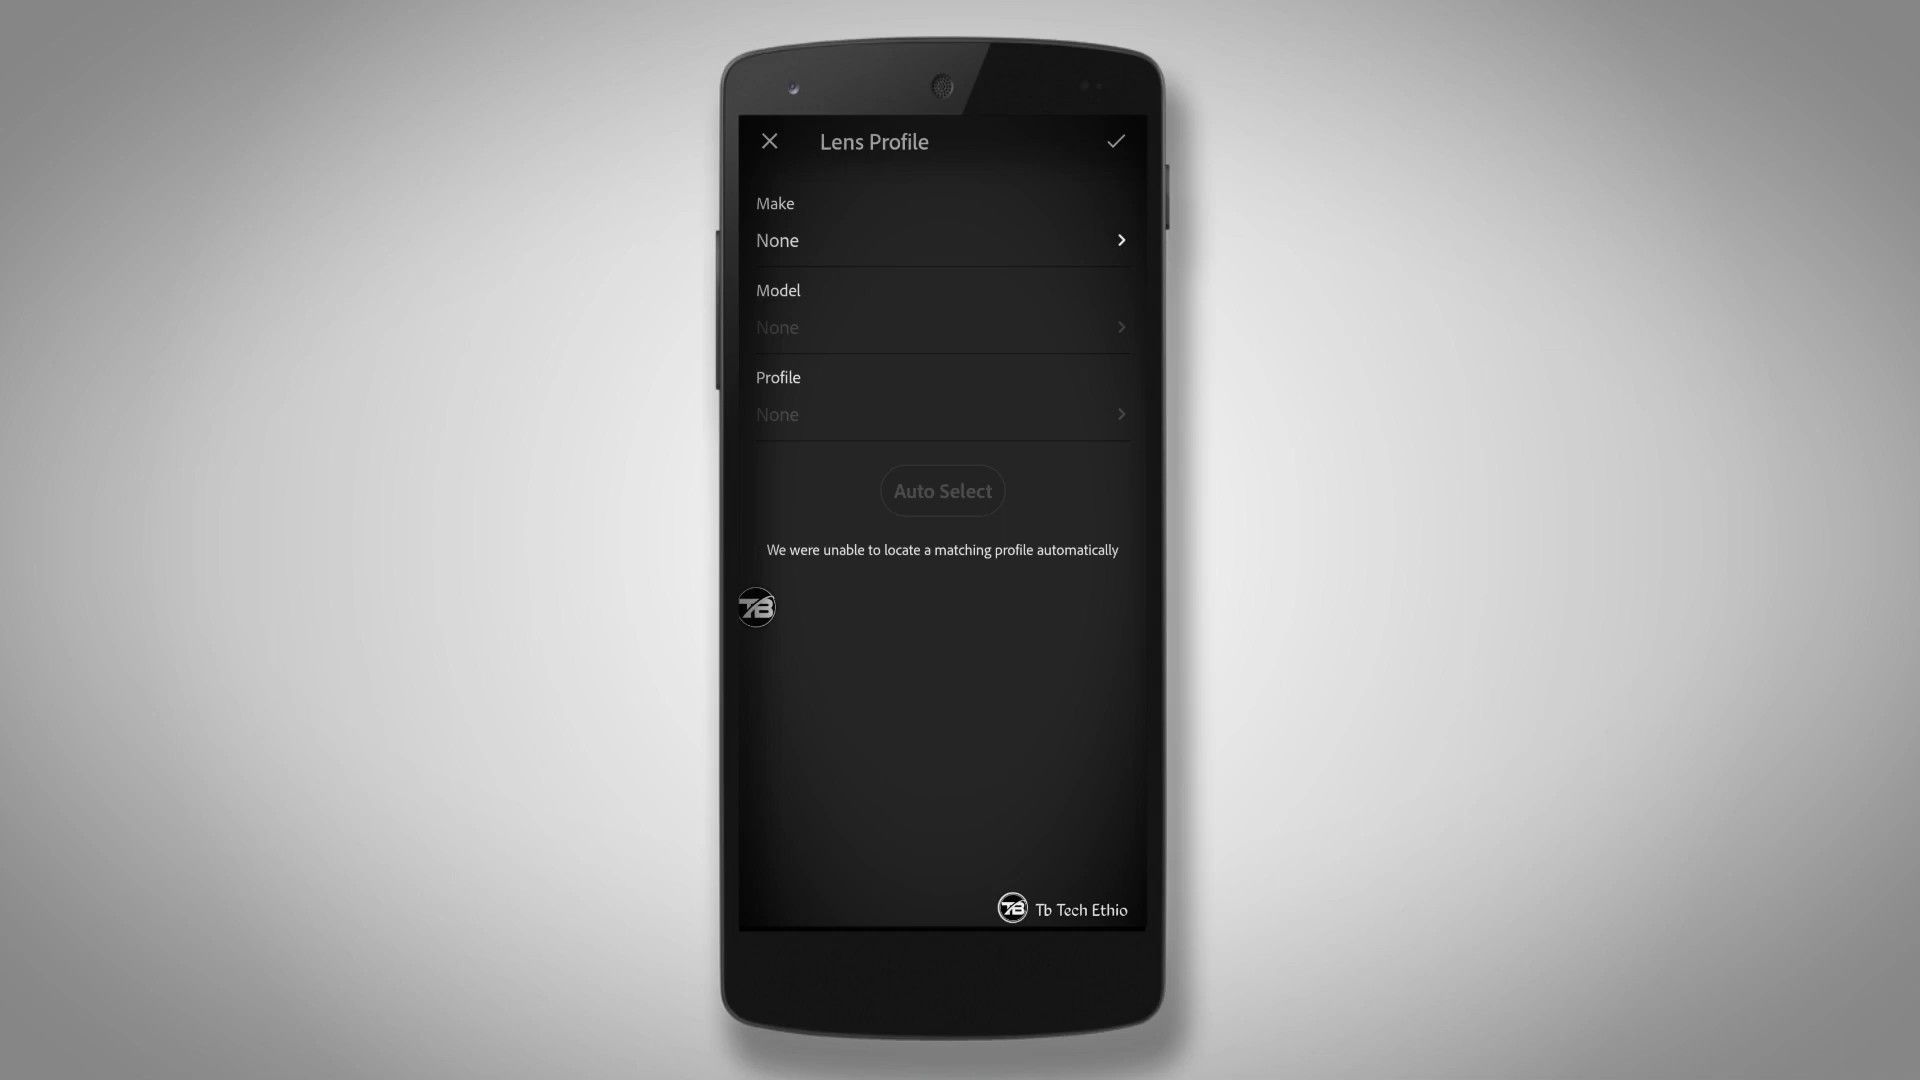 Lens Profile
Make
None
Model
None
Profile
None
Auto Select
We were unable to locate a matching profile automatically
TB
TB Tb Tech Ethio